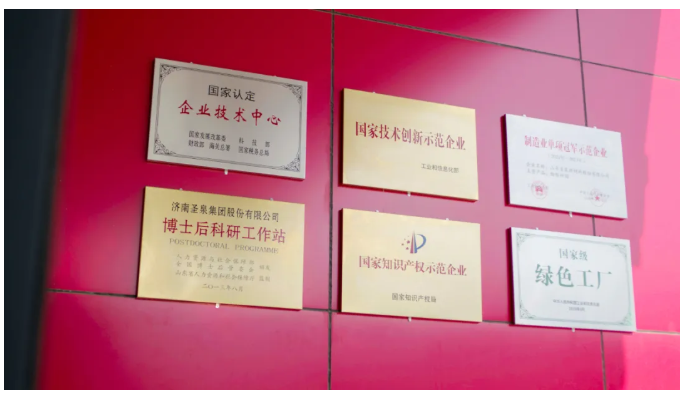 国家认定
企业技术中心
国家发展改革委 科技部
财政部 海关总署 国家税务总局
国家技术创新示范企业
工业和信息化部
制造业单项冠军示范企业
济南圣泉集团股份有限公司
博士后科研工作站
POSTDOCTORAL PROGRAMME
国家知识产权示范企业
国家知识产权局
国家级
绿色工厂